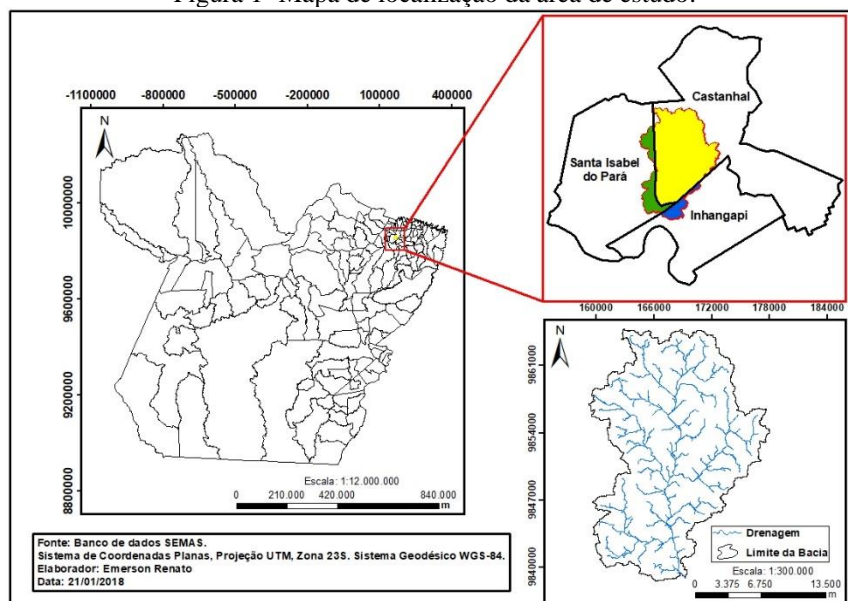 Figura 1- Mapa de localização da área de estudo.
-1100000 -800000 -500000 -200000 100000 400000
N
10000000
9600000
9200000
8800000
Escala: 1:12.000.000
0 210.000 420.000 840.000
m
Castanhal
Santa Isabel
do Pará
Inhangapi
160000 166000 172000 178000 184000
N
9861000
9854000
9847000
9840000
Drenagem
Limite da Bacia
Escala: 1:300.000
0 3.375 6.750 13.500
m
Fonte: Banco de dados SEMAS.
Sistema de Coordenadas Planas, Projeção UTM, Zona 23S. Sistema Geodésico WGS-84.
Elaborador: Emerson Renato
Data: 21/01/2018